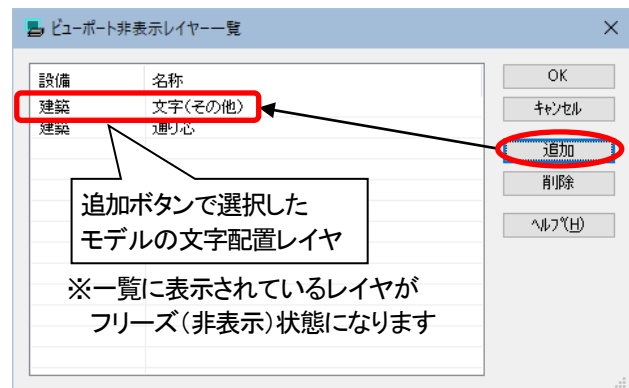 ビューポート非表示レイヤー一覧
設備 名称
建築 文字(その他)
建築 通り芯
OK
キャンセル
追加
削除
ヘルプ(H)
追加ボタンで選択した
モデルの文字配置レイヤ
※一覧に表示されているレイヤが
フリーズ(非表示)状態になります